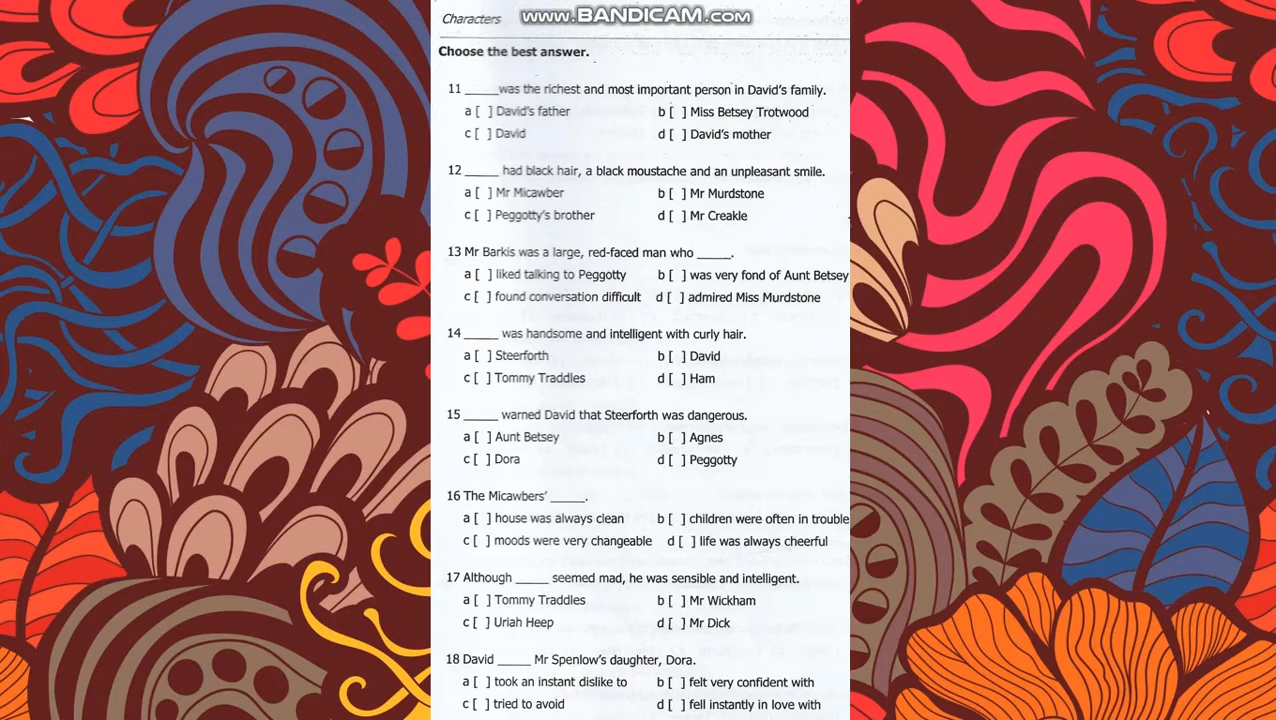 Characters
www.BANDICAM.com
Choose the best answer.
11 _____ was the richest and most important person in David's family.
a [ ] David's father b [ ] Miss Betsey Trotwood
c [ ] David d [ ] David's mother
12 _____ had black hair, a black moustache and an unpleasant smile.
a [ ] Mr Micawber b [ ] Mr Murdstone
c [ ] Peggotty's brother d [ ] Mr Creakle
13 Mr Barkis was a large, red-faced man who _____.
a [ ] liked talking to Peggotty b [ ] was very fond of Aunt Betsey
c [ ] found conversation difficult d [ ] admired Miss Murdstone
14 _____ was handsome and intelligent with curly hair.
a [ ] Steerforth b [ ] David
c [ ] Tommy Traddles d [ ] Ham
15 _____ warned David that Steerforth was dangerous.
a [ ] Aunt Betsey b [ ] Agnes
c [ ] Dora d [ ] Peggotty
16 The Micawbers' _____.
a [ ] house was always clean b [ ] children were often in trouble
c [ ] moods were very changeable d [ ] life was always cheerful
17 Although _____ seemed mad, he was sensible and intelligent.
a [ ] Tommy Traddles b [ ] Mr Wickham
c [ ] Uriah Heep d [ ] Mr Dick
18 David _____ Mr Spenlow's daughter, Dora.
a [ ] took an instant dislike to b [ ] felt very confident with
c [ ] tried to avoid d [ ] fell instantly in love with